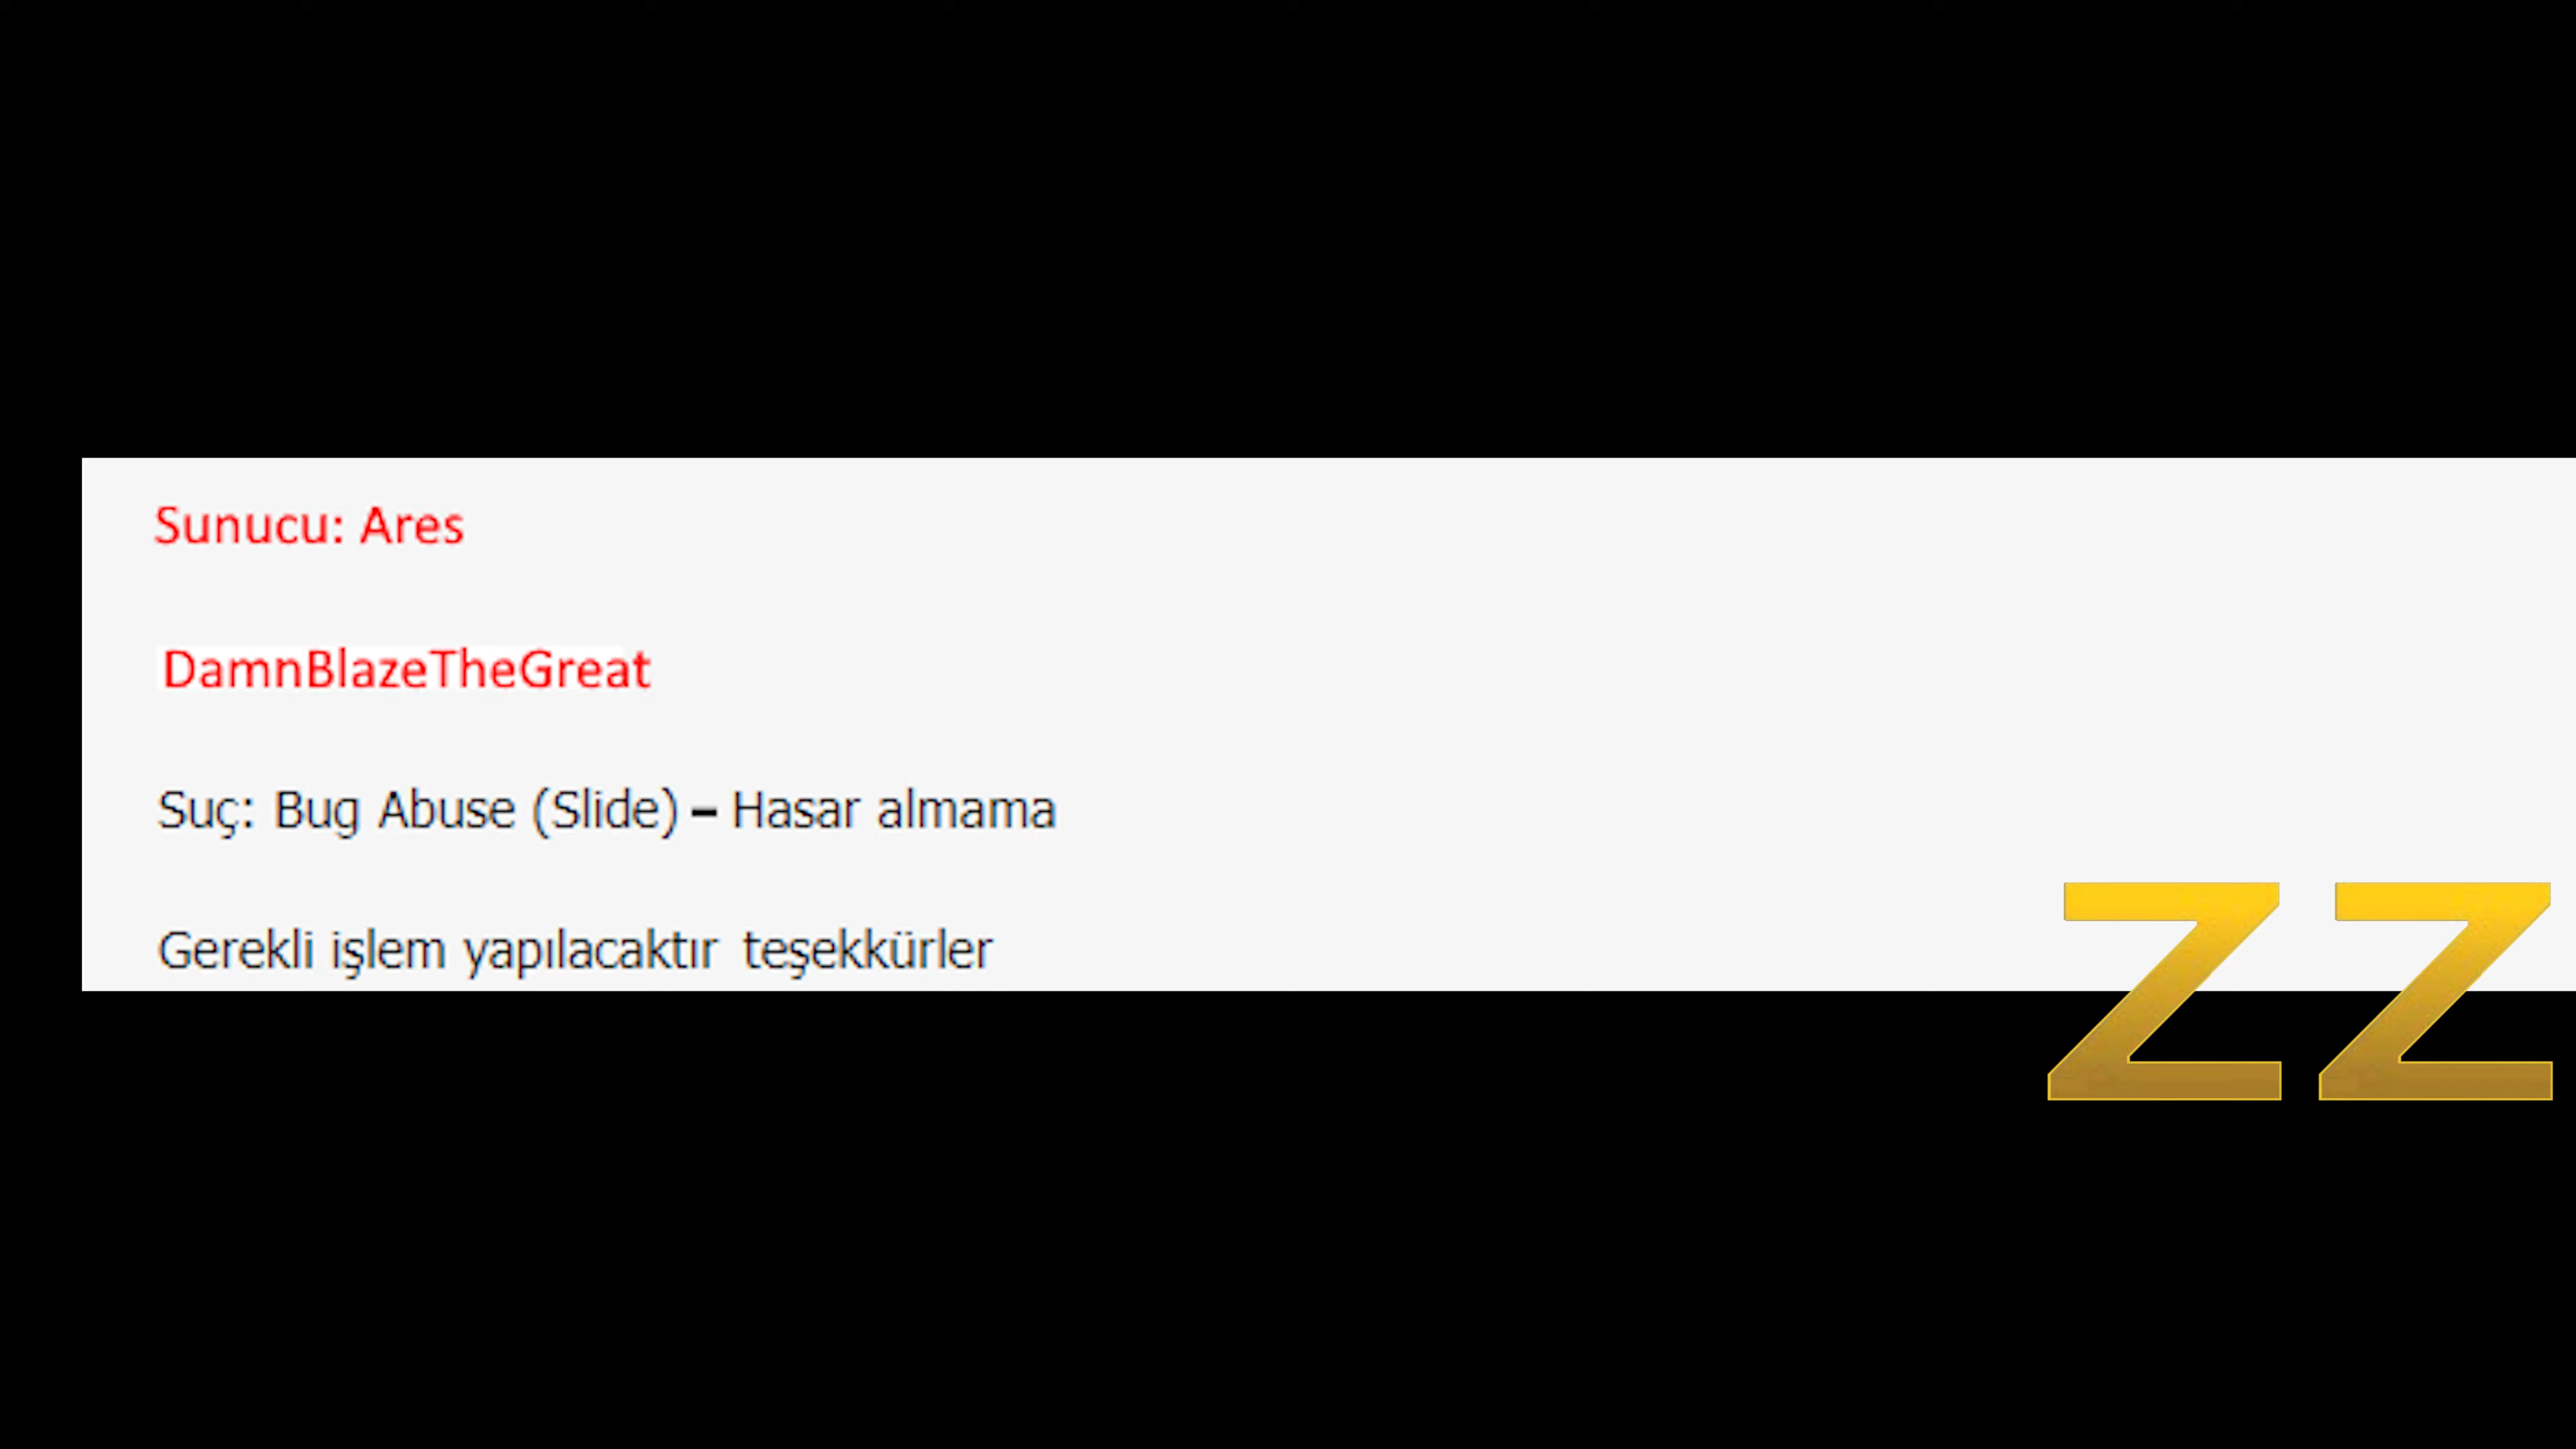 Sunucu: Ares
DamnBlazeTheGreat
Suç: Bug Abuse (Slide) – Hasar almama
Gerekli işlem yapılacaktır teşekkürler
ZZ